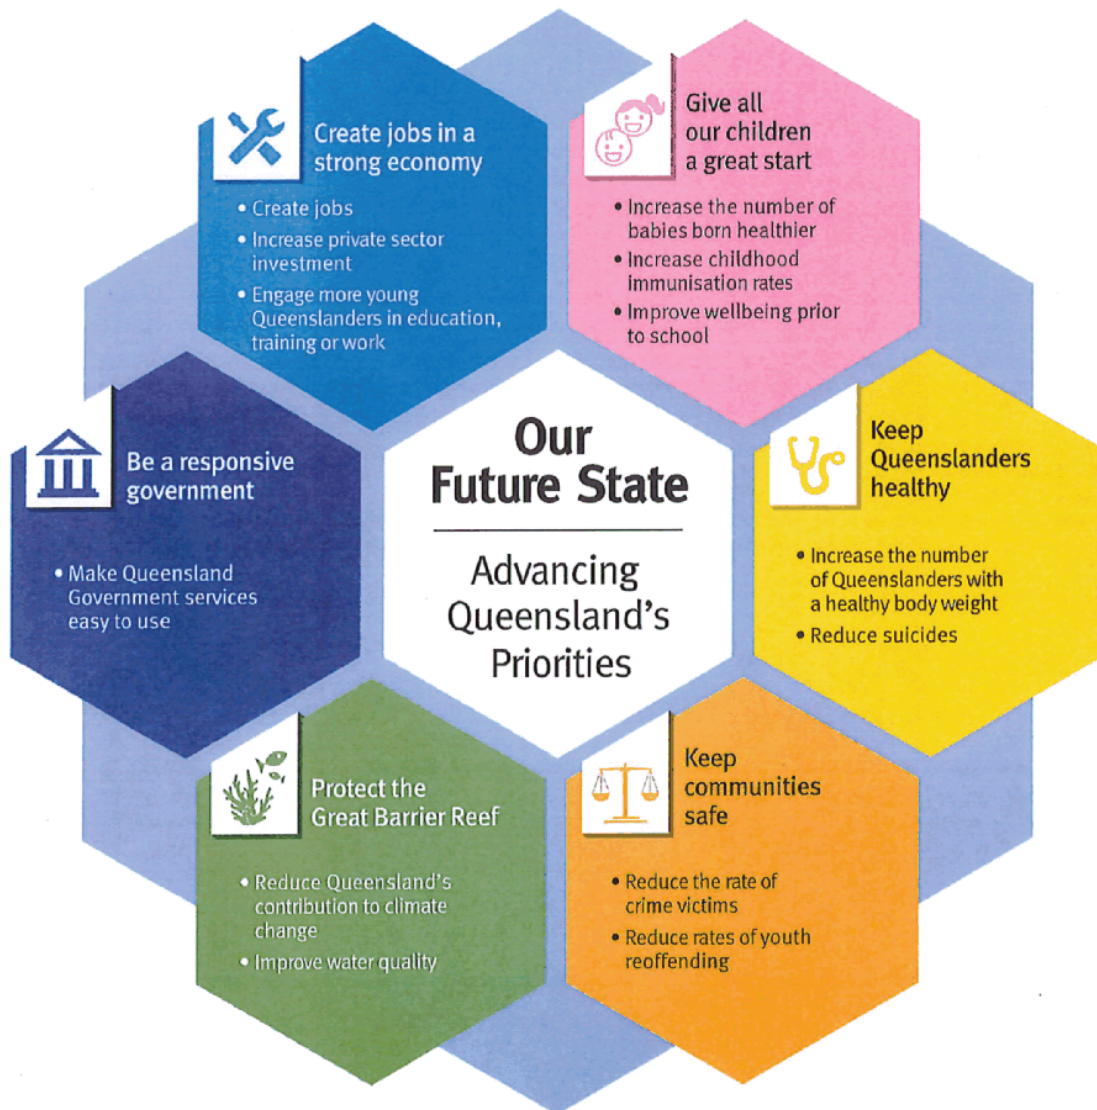 Create jobs in a
strong economy
• Create jobs
• Increase private sector
investment
• Engage more young
Queenslanders in education,
training or work
Give all
our children
a great start
• Increase the number of
babies born healthier
• Increase childhood
immunisation rates
• Improve wellbeing prior
to school
Be a responsive
government
• Make Queensland
Government services
easy to use
Our
Future State
Advancing
Queensland's
Priorities
Keep
Queenslanders
healthy
• Increase the number
of Queenslanders with
a healthy body weight
• Reduce suicides
Protect the
Great Barrier Reef
• Reduce Queensland's
contribution to climate
change
• Improve water quality
Keep
communities
safe
• Reduce the rate of
crime victims
• Reduce rates of youth
reoffending